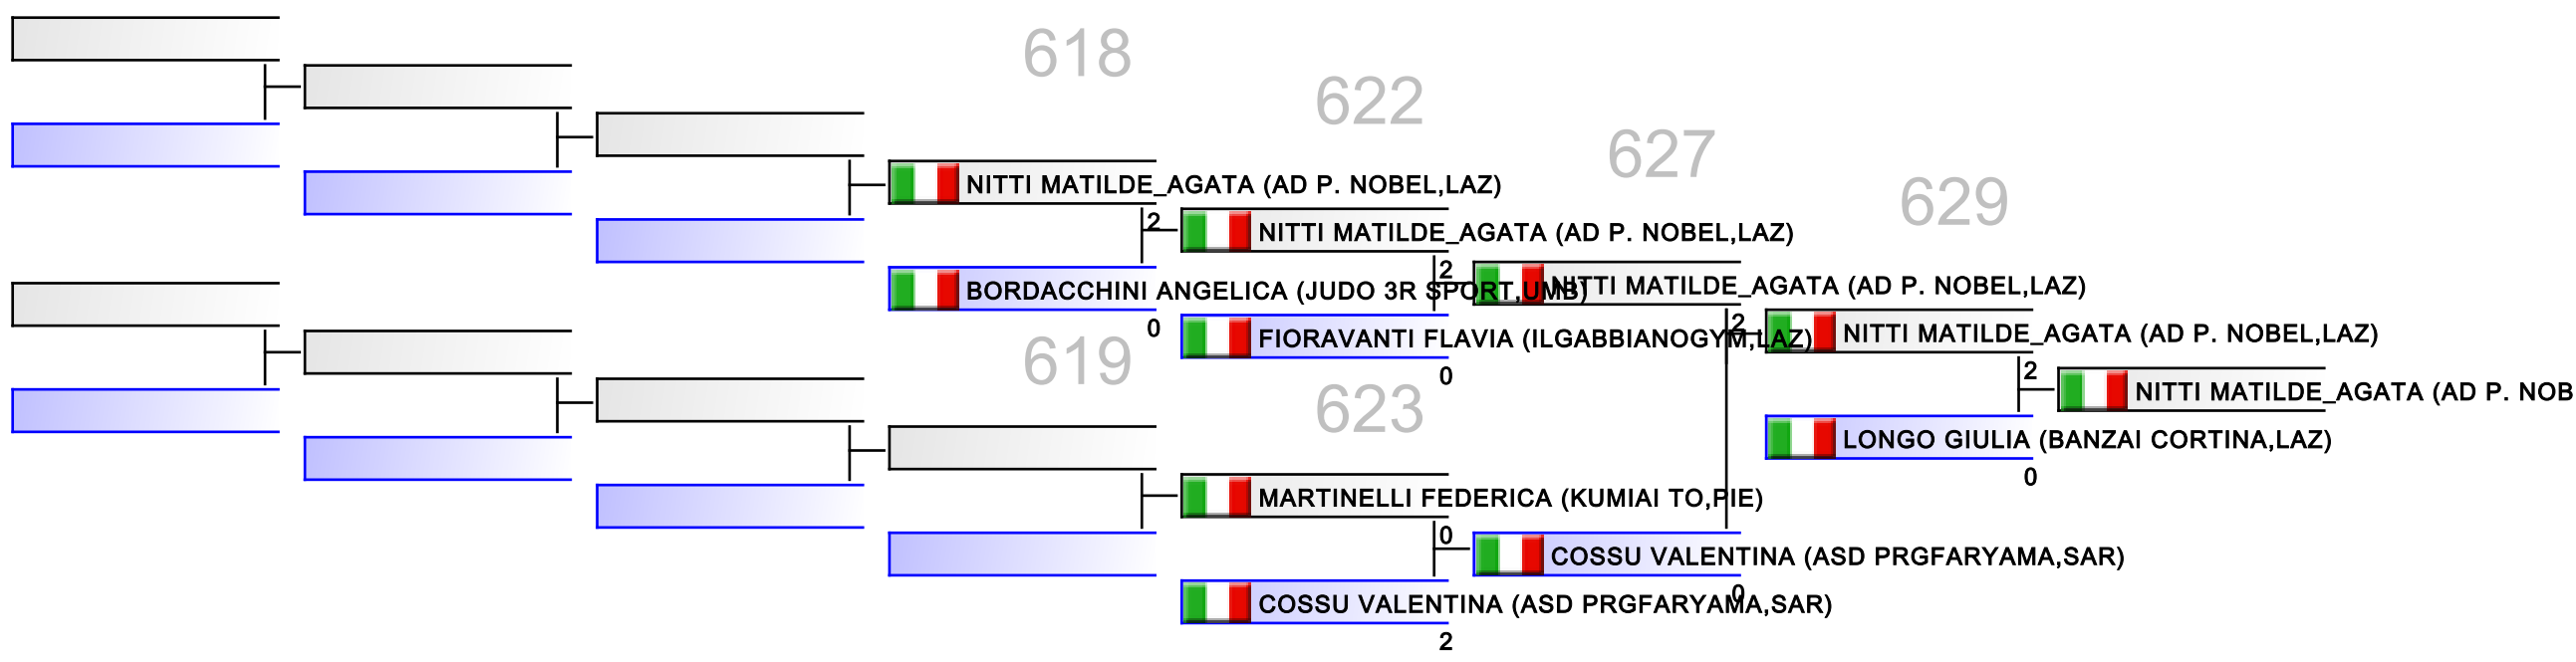 618
622
627
629
NITTI MATILDE_AGATA (AD P. NOBEL,LAZ)
2
NITTI MATILDE_AGATA (AD P. NOBEL,LAZ)
BORDACCHINI ANGELICA (JUDO 3R SPORT,UMB)
0
2
NITTI MATILDE_AGATA (AD P. NOBEL,LAZ)
FIORAVANTI FLAVIA (ILGABBIANOGYM,LAZ)
0
2
NITTI MATILDE_AGATA (AD P. NOBEL,LAZ)
2
NITTI MATILDE_AGATA (AD P. NOB
LONGO GIULIA (BANZAI CORTINA,LAZ)
0
619
623
MARTINELLI FEDERICA (KUMIAI TO,PIE)
0
COSSU VALENTINA (ASD PRGFARYAMA,SAR)
0
COSSU VALENTINA (ASD PRGFARYAMA,SAR)
2